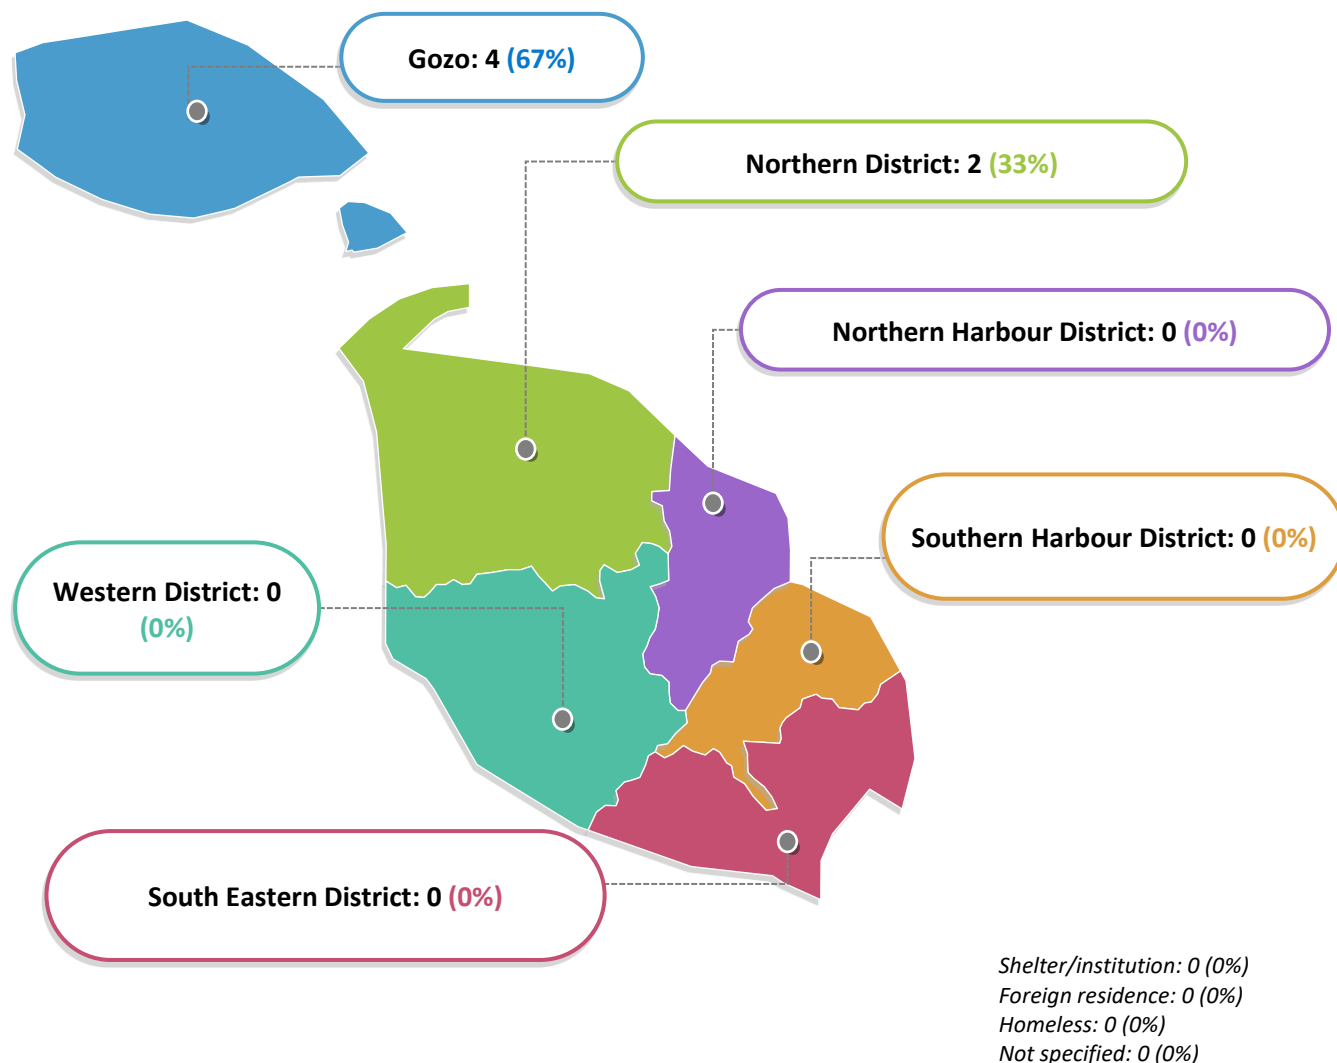 Gozo: 4 (67%)
Northern District: 2 (33%)
Northern Harbour District: 0 (0%)
Southern Harbour District: 0 (0%)
Western District: 0
(0%)
South Eastern District: 0 (0%)
Shelter/institution: 0 (0%)
Foreign residence: 0 (0%)
Homeless: 0 (0%)
Not specified: 0 (0%)